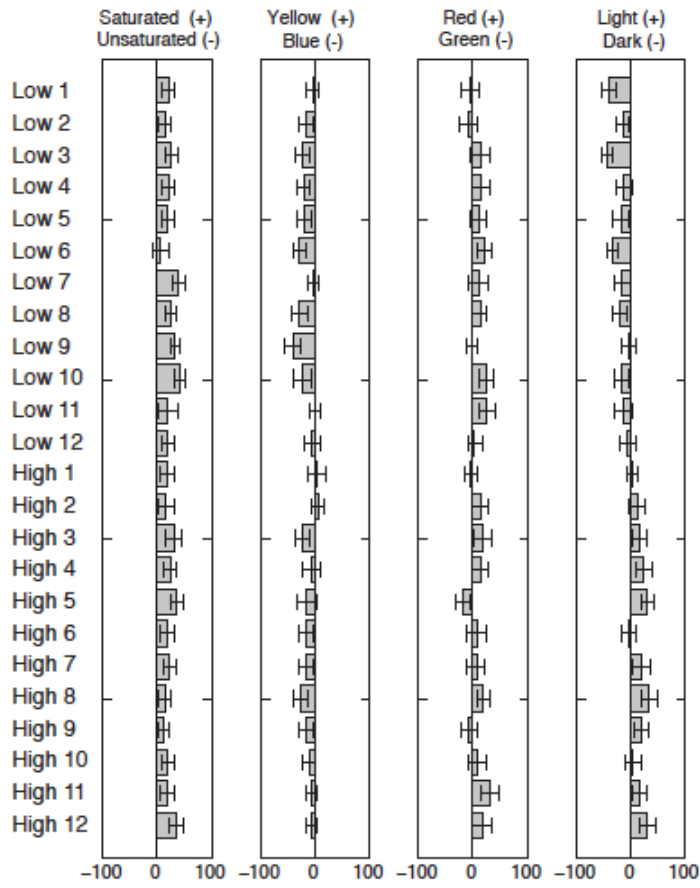 Saturated (+) Yellow (+) Red (+) Light (+)
Unsaturated (-) Blue (-) Green (-) Dark (-)
Low 1
Low 2
Low 3
Low 4
Low 5
Low 6
Low 7
Low 8
Low 9
Low 10
Low 11
Low 12
High 1
High 2
High 3
High 4
High 5
High 6
High 7
High 8
High 9
High 10
High 11
High 12
−100 0 100 −100 0 100 −100 0 100 −100 0 100